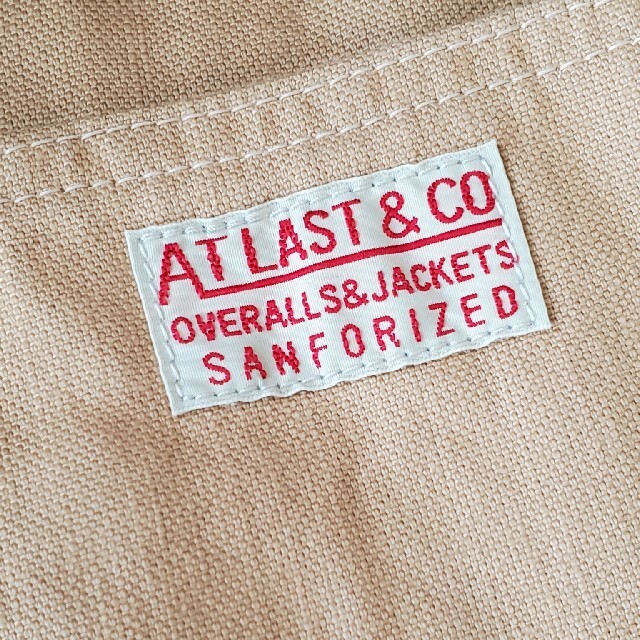 AT LAST & CO
OVERALLS & JACKETS
SANFORIZED